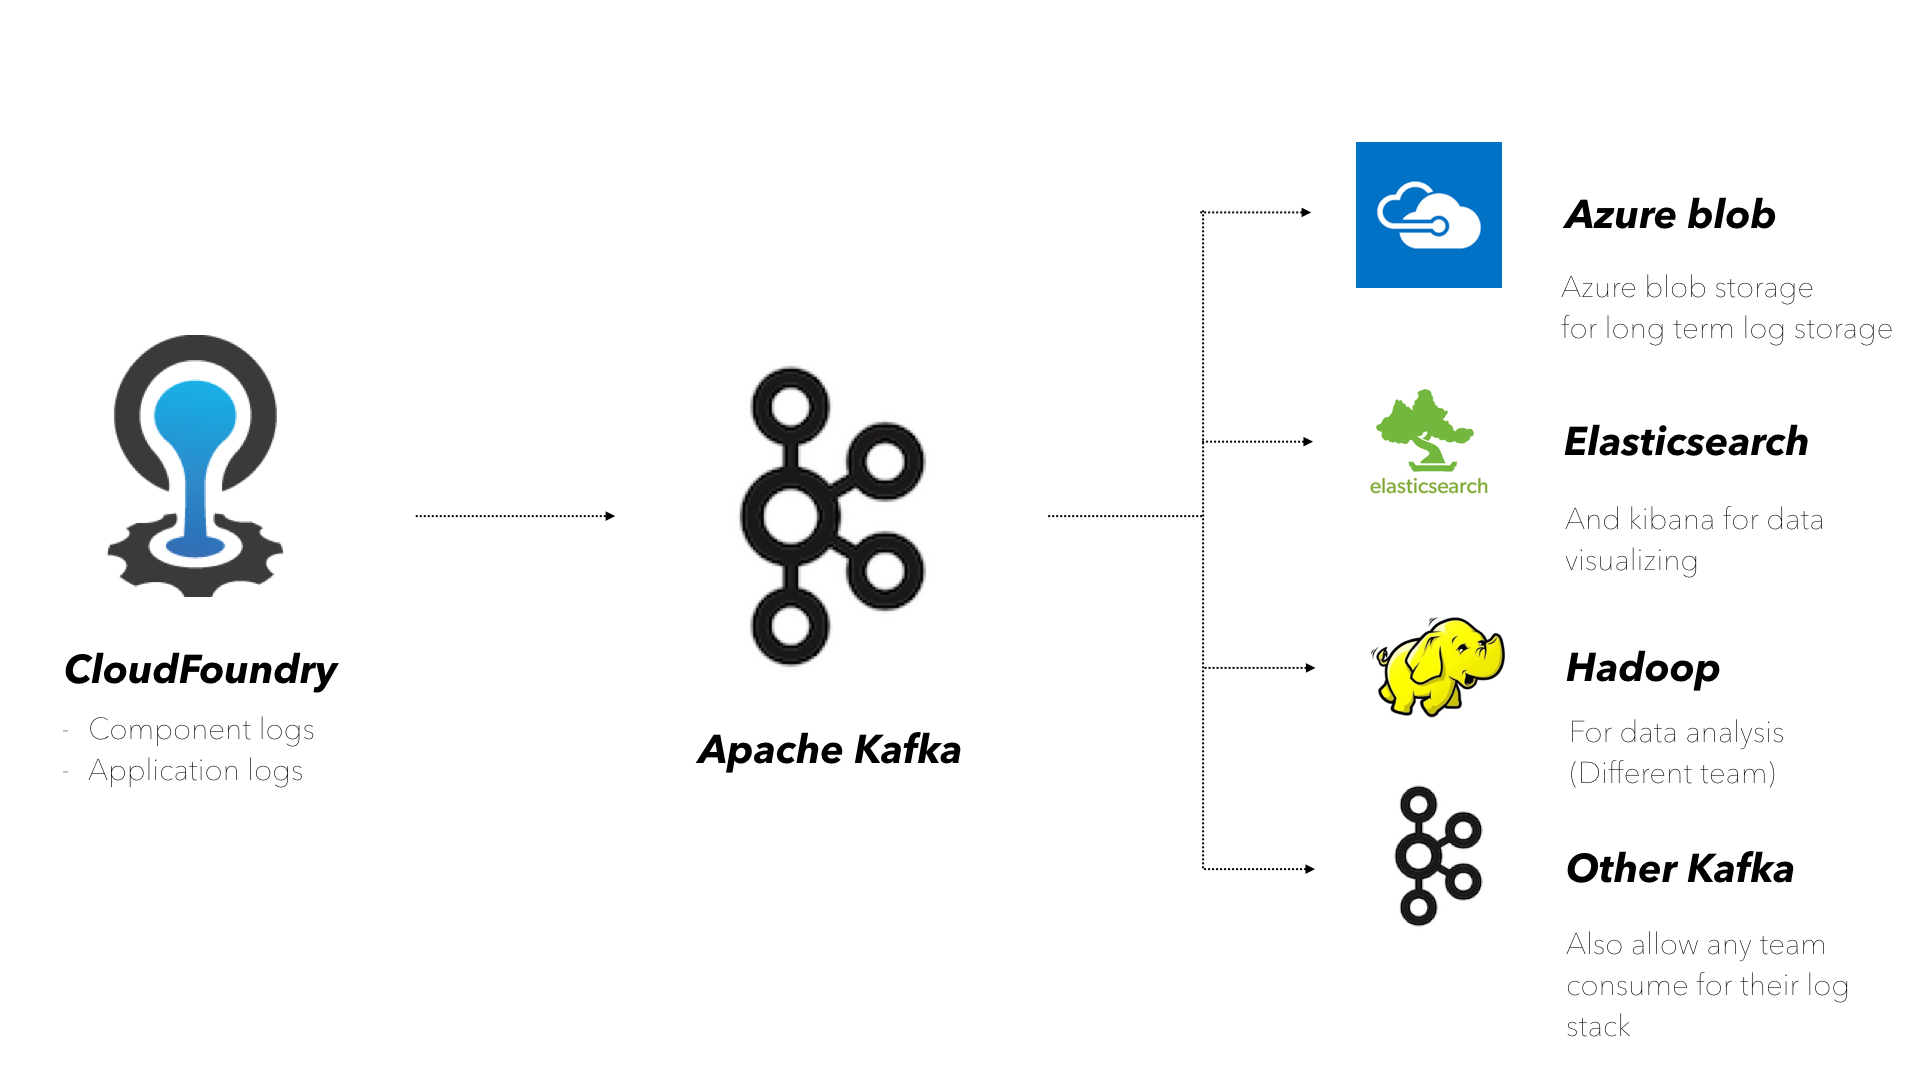 CloudFoundry
- Component logs
- Application logs
Apache Kafka
Azure blob
Azure blob storage
for long term log storage
elasticsearch
Elasticsearch
And kibana for data
visualizing
Hadoop
For data analysis
(Different team)
Other Kafka
Also allow any team
consume for their log
stack